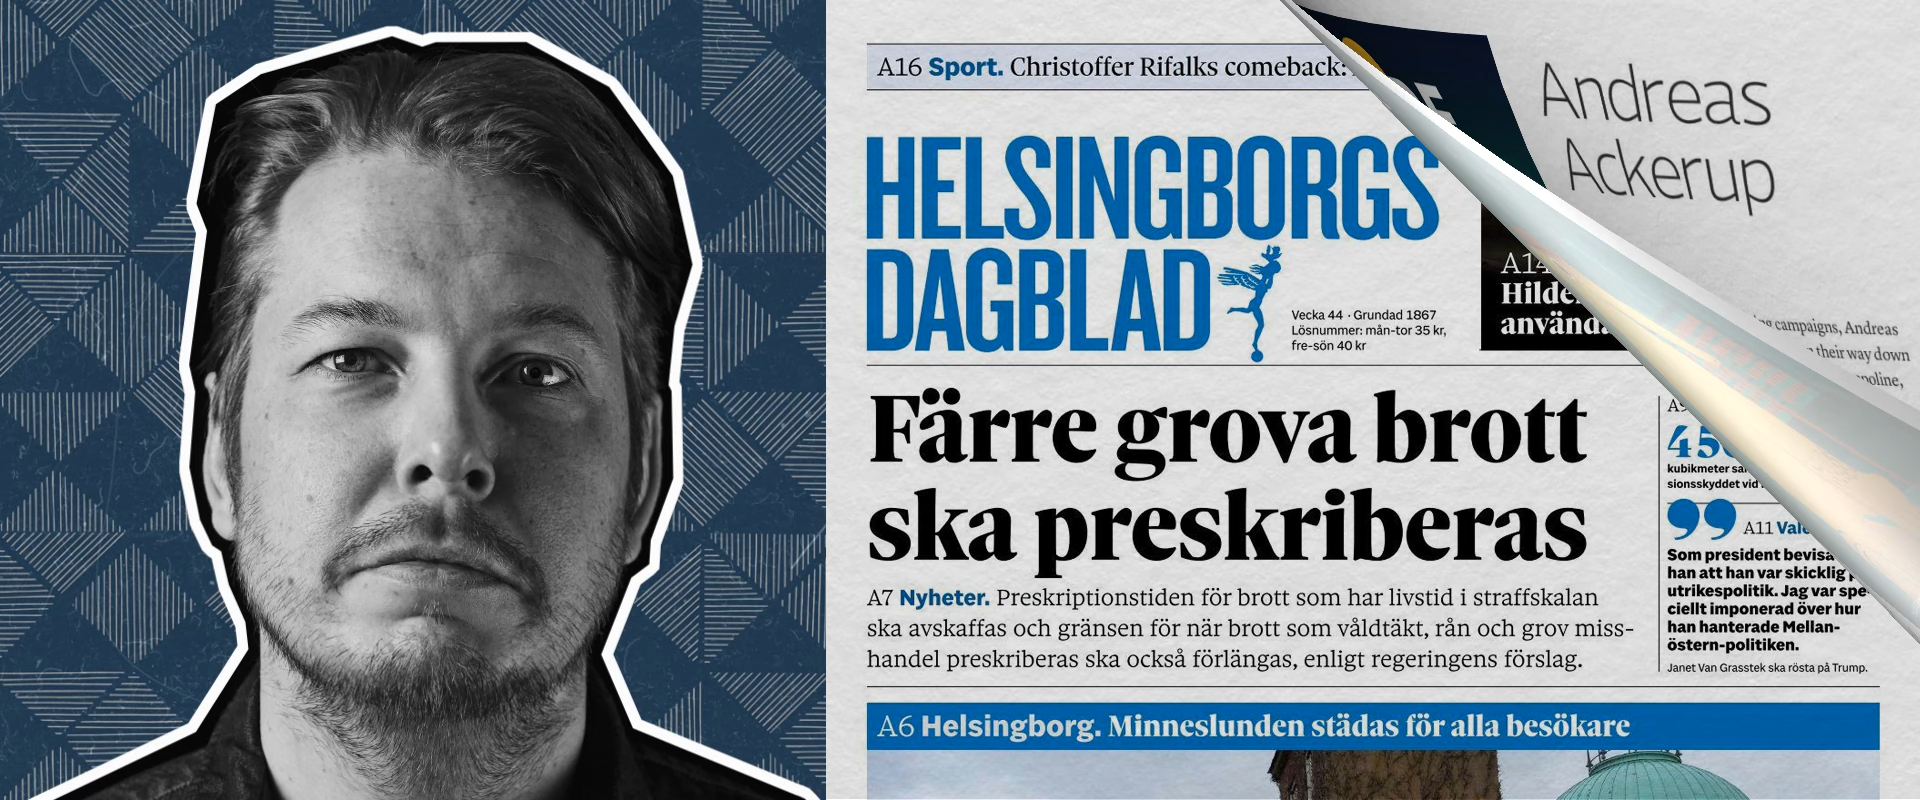 A16 Sport. Christoffer Rifalks comeback:
HELSINGBORGS
DAGBLAD
Vecka 44 · Grundad 1867
Lösnummer: mån-tor 35 kr,
fre-sön 40 kr
Färre grova brott
ska preskriberas
A7 Nyheter. Preskriptionstiden för brott som har livstid i straffskalan
ska avskaffas och gränsen för när brott som våldtäkt, rån och grov miss-
handel preskriberas ska också förlängas, enligt regeringens förslag.
A6 Helsingborg. Minneslunden städas för alla besökare
kubikmeter
sionsskyddet vid
A11
Som president
han att han var skicklig
utrikespolitik. Jag var spe-
ciellt imponerad över hur
han hanterade Mellan-
östern-politiken.
Janet Van Grasstek ska rösta på Trump.
Andreas
Ackerup
campaigns, Andreas
their way down